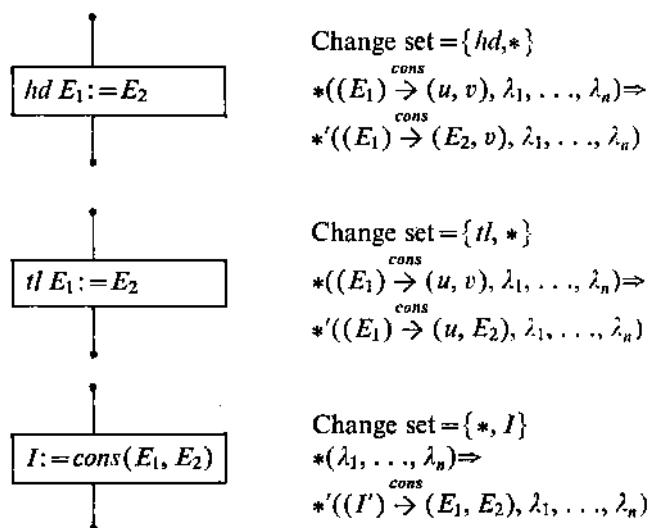 hd E₁:=E₂
Change set={hd,*}
*((E₁) →^cons (u, v), λ₁, . . ., λₙ)⇒
*′((E₁) →^cons (E₂, v), λ₁, . . ., λₙ)
tl E₁:=E₂
Change set={tl, *}
*((E₁) →^cons (u, v), λ₁, . . ., λₙ)⇒
*′((E₁) →^cons (u, E₂), λ₁, . . ., λₙ)
I:=cons(E₁, E₂)
Change set={*, I}
*(λ₁, . . ., λₙ)⇒
*′((I′) →^cons (E₁, E₂), λ₁, . . ., λₙ)